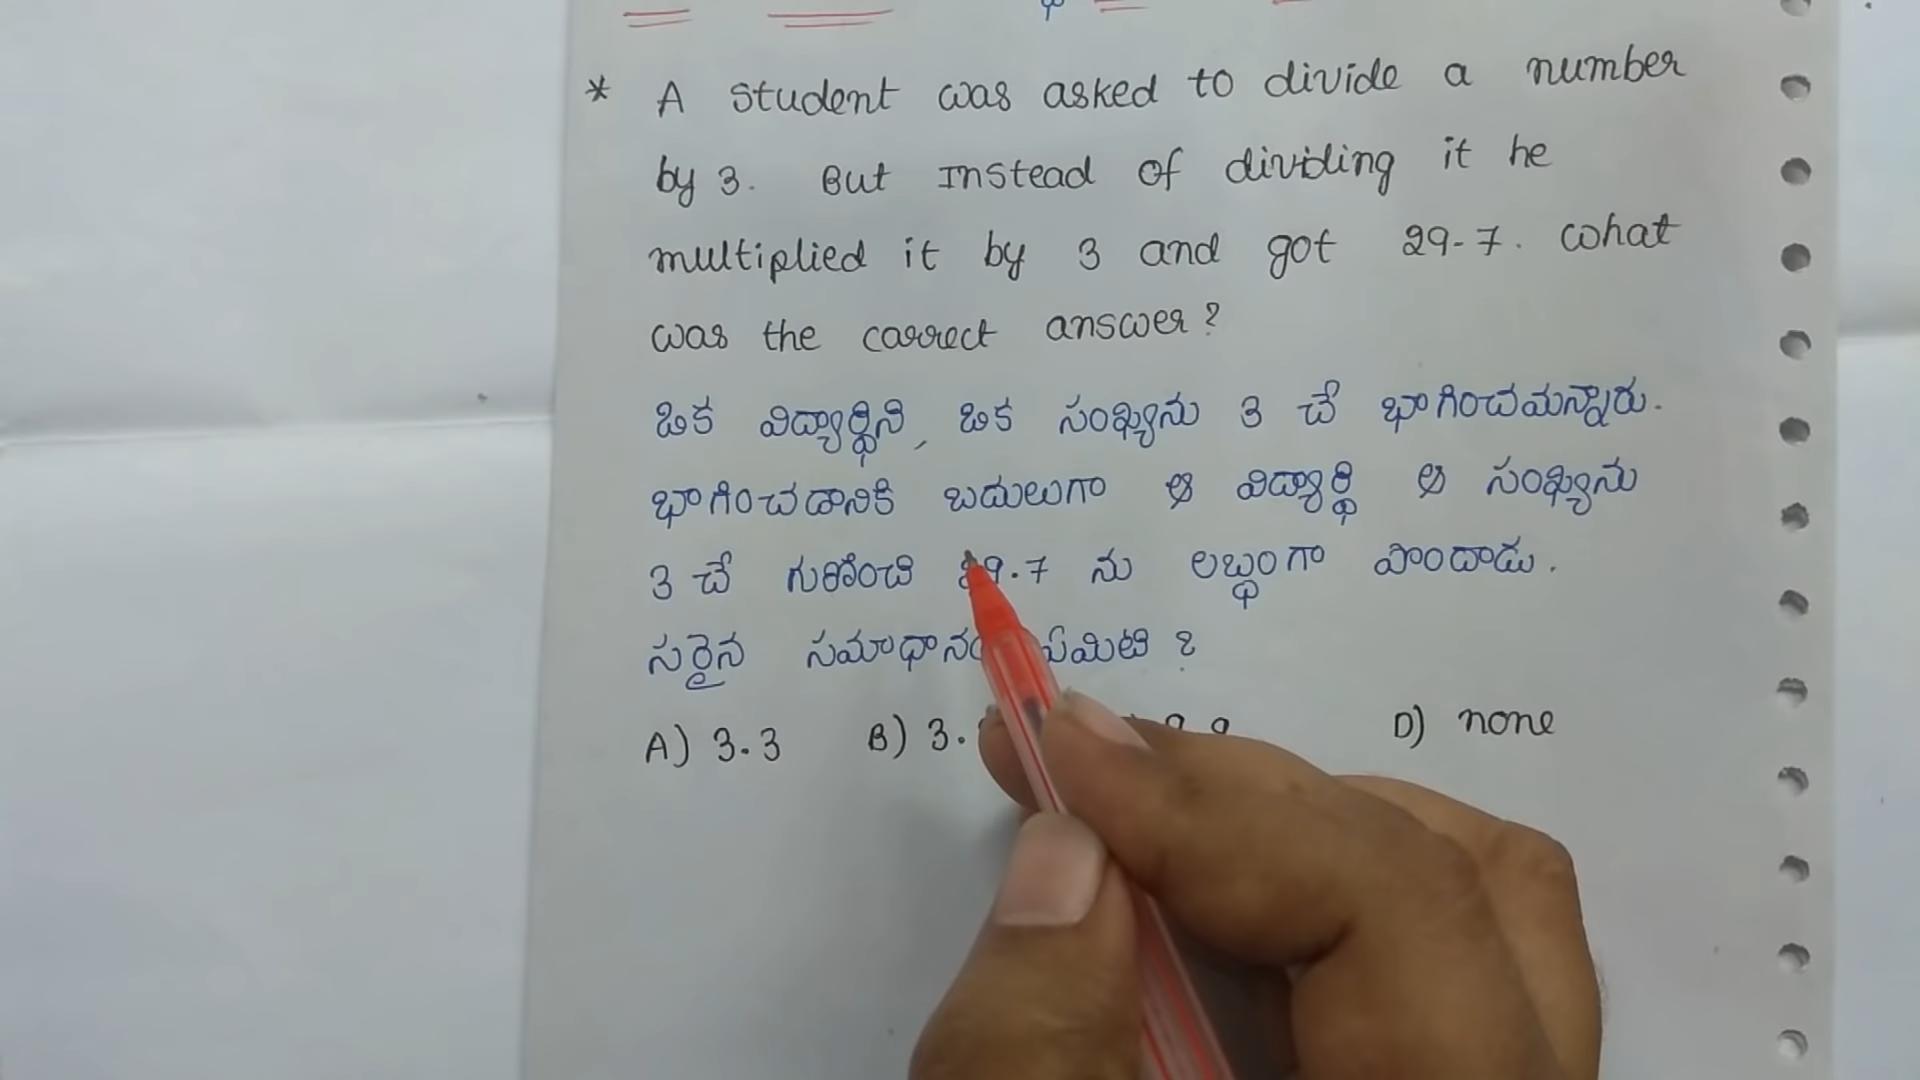 * A student was asked to divide a number
by 3. But Instead of dividing it he
multiplied it by 3 and got 29-7. what
was the carrect answer?
ఒక విద్యార్థిని, ఒక సంఖ్యను 3 చే భాగించమన్నారు.
భాగించడానికి బదులుగా ఆ విద్యార్థి ఆ సంఖ్యను
3 చే గుణించి 29.7 ను లబ్ధంగా పొందాడు.
సరైన సమాధానం ఏమిటి?
A) 3.3 B) 3. D) none